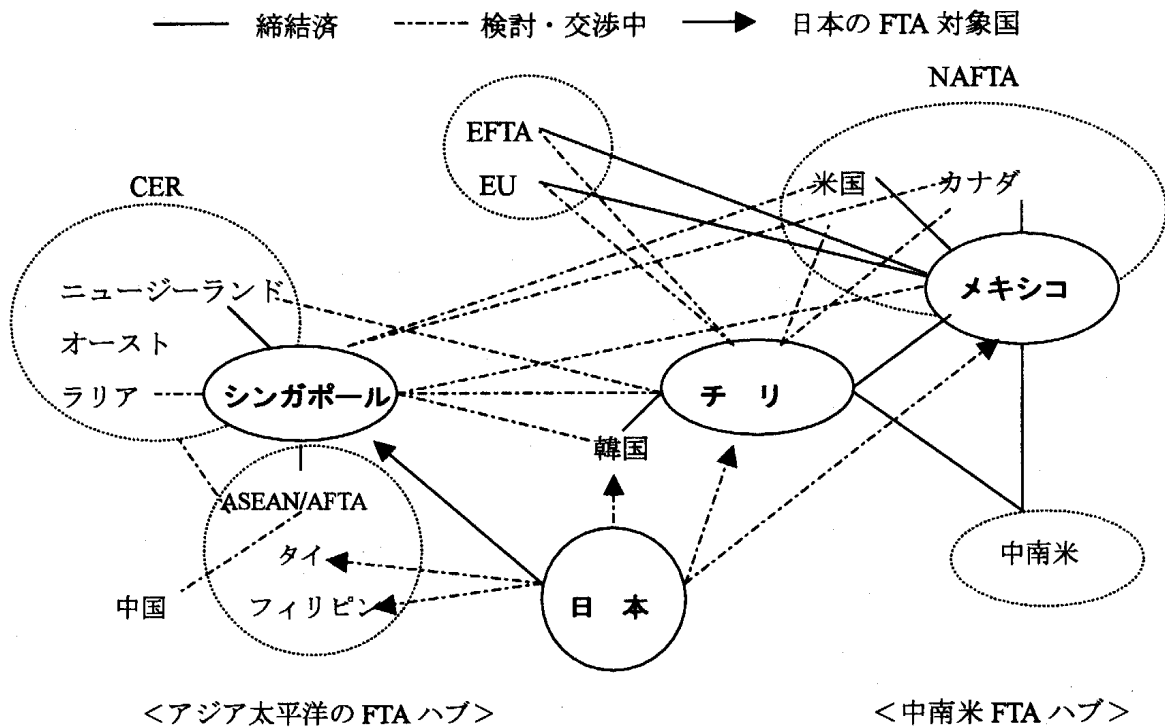 締結済 検討・交渉中 日本の FTA 対象国
NAFTA
EFTA
EU
米国 カナダ
CER
ニュージーランド
オースト
ラリア
メキシコ
シンガポール
チ リ
韓国
ASEAN/AFTA
タイ
フィリピン
中国
日 本
中南米
＜アジア太平洋の FTA ハブ＞ ＜中南米 FTA ハブ＞